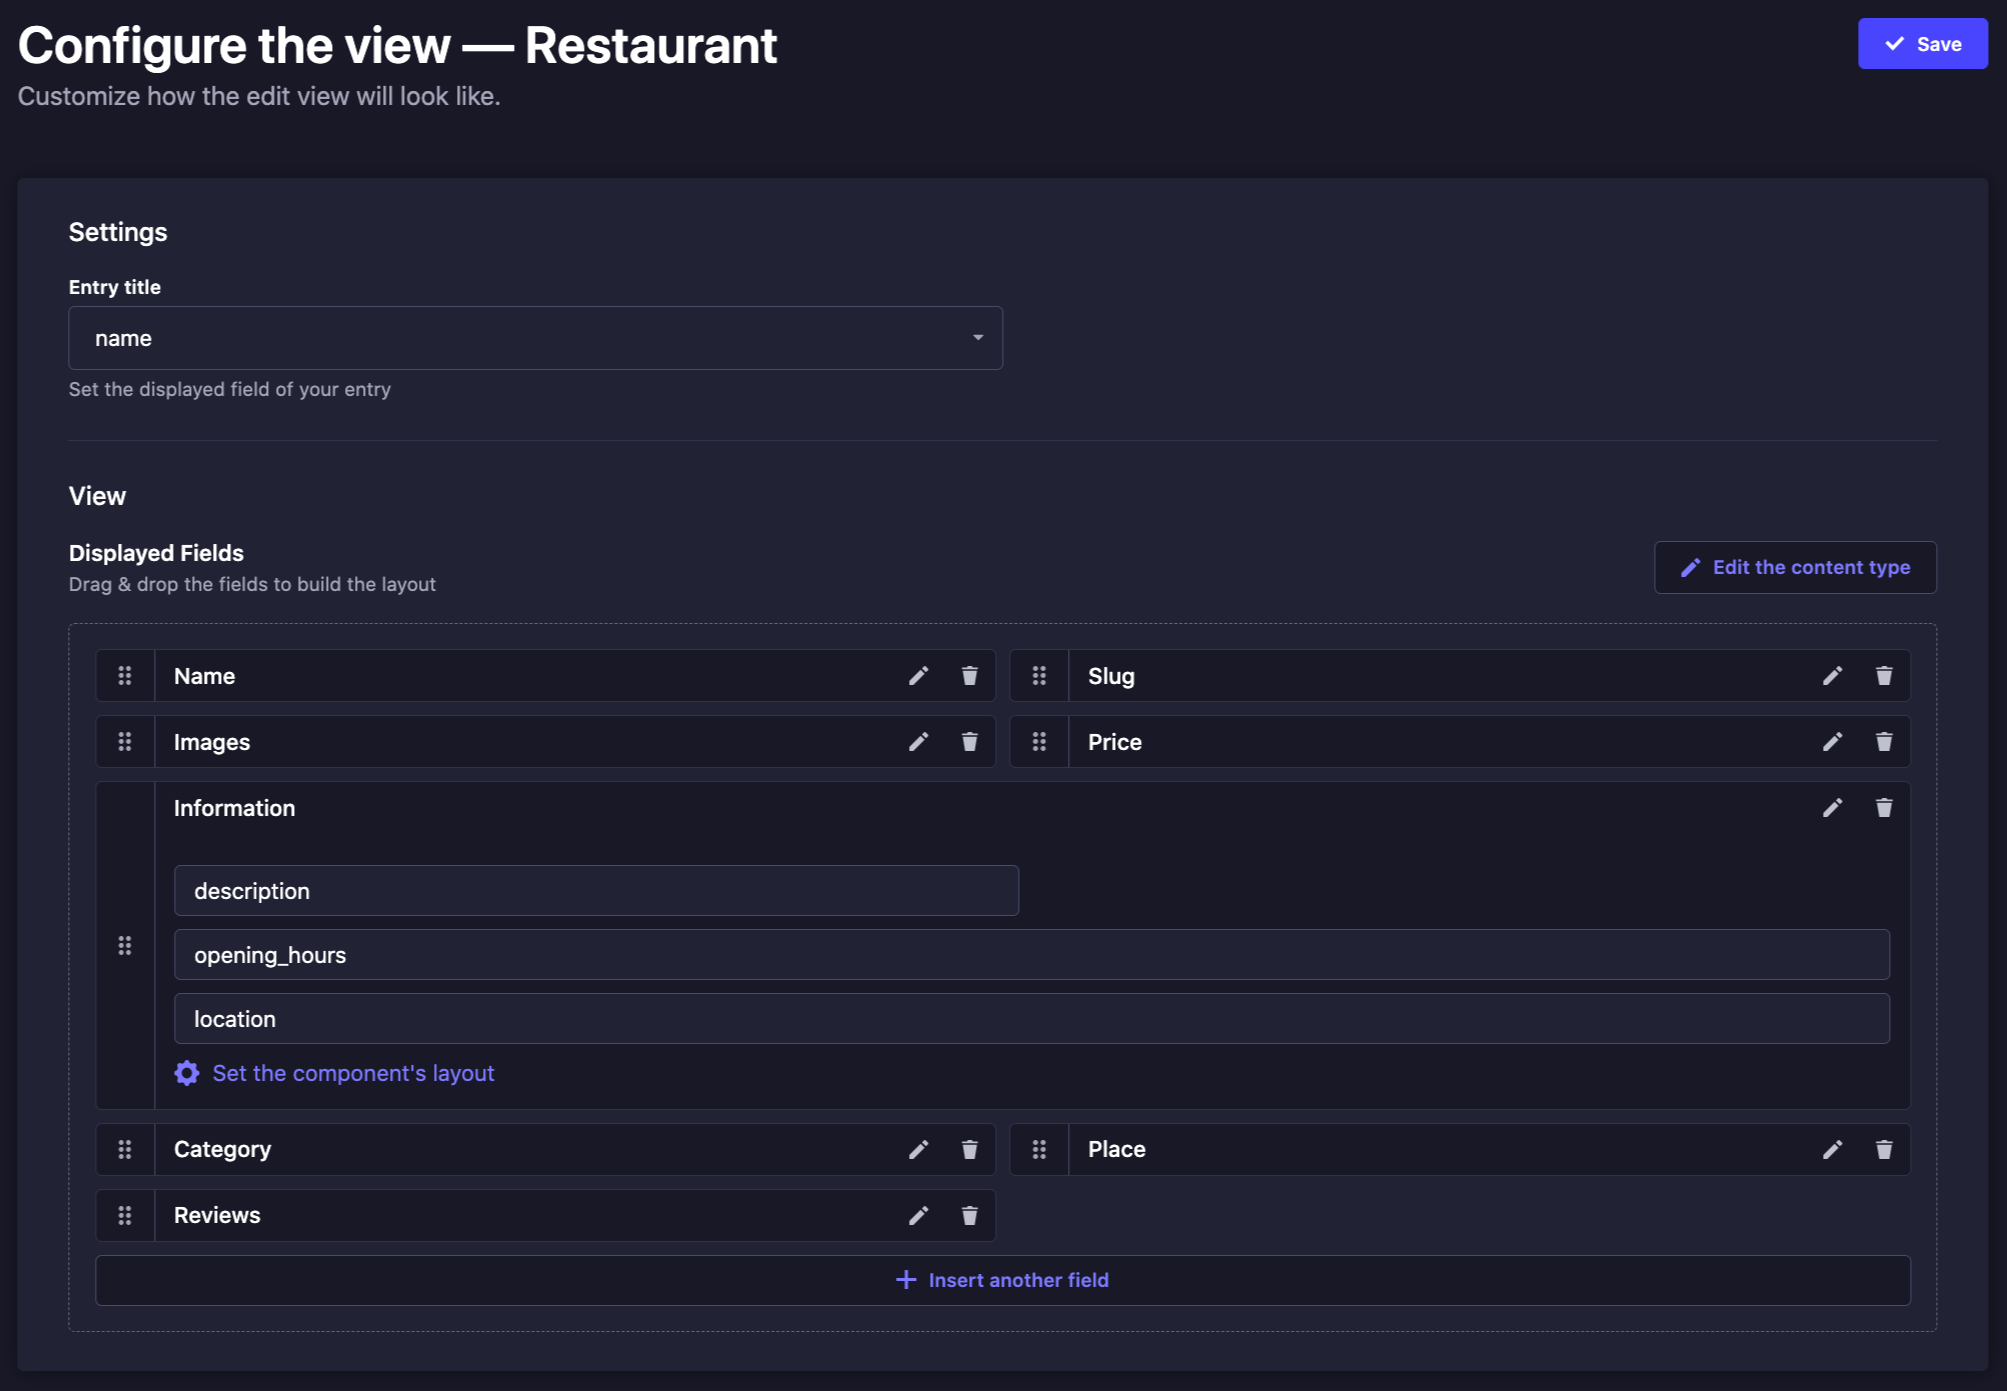 Configure the view — Restaurant
Save
Customize how the edit view will look like.
Settings
Entry title
name
Set the displayed field of your entry
View
Displayed Fields
Drag & drop the fields to build the layout
Edit the content type
Name
Slug
Images
Price
Information
description
opening_hours
location
Set the component's layout
Category
Place
Reviews
Insert another field